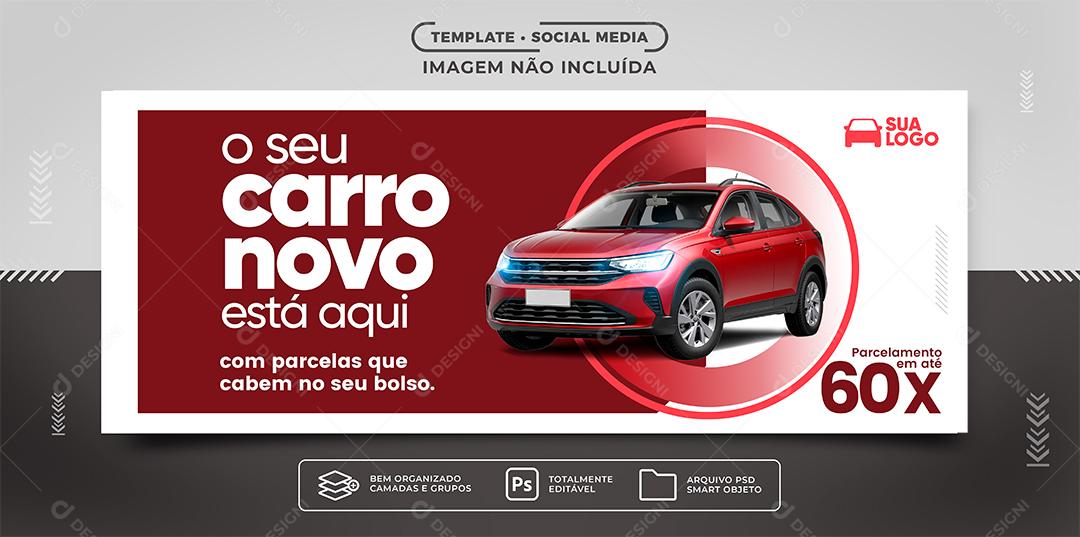 TEMPLATE • SOCIAL MEDIA
IMAGEM NÃO INCLUÍDA
o seu
carro
novo
está aqui
com parcelas que
cabem no seu bolso.
SUA
LOGO
Parcelamento
em até
60X
BEM ORGANIZADO
CAMADAS E GRUPOS
Ps
TOTALMENTE
EDITÁVEL
ARQUIVO PSD
SMART OBJETO
DESIGNI